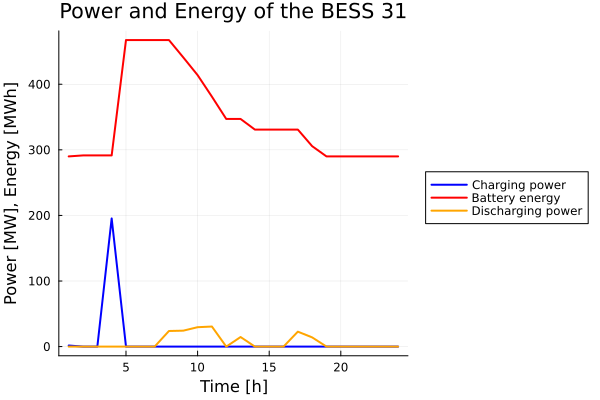 Power and Energy of the BESS 31
Power [MW], Energy [MWh]
400
300
200
100
0
5 10 15 20
Time [h]
Charging power
Battery energy
Discharging power